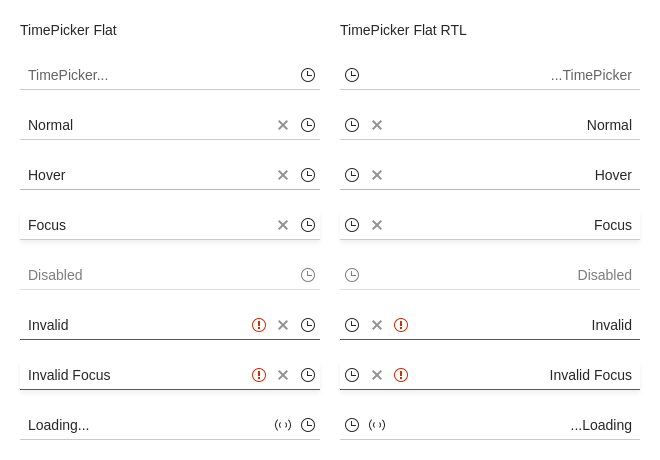 TimePicker Flat
TimePicker...
Normal
Hover
Focus
Disabled
Invalid
Invalid Focus
Loading...
TimePicker Flat RTL
...TimePicker
Normal
Hover
Focus
Disabled
Invalid
Invalid Focus
...Loading